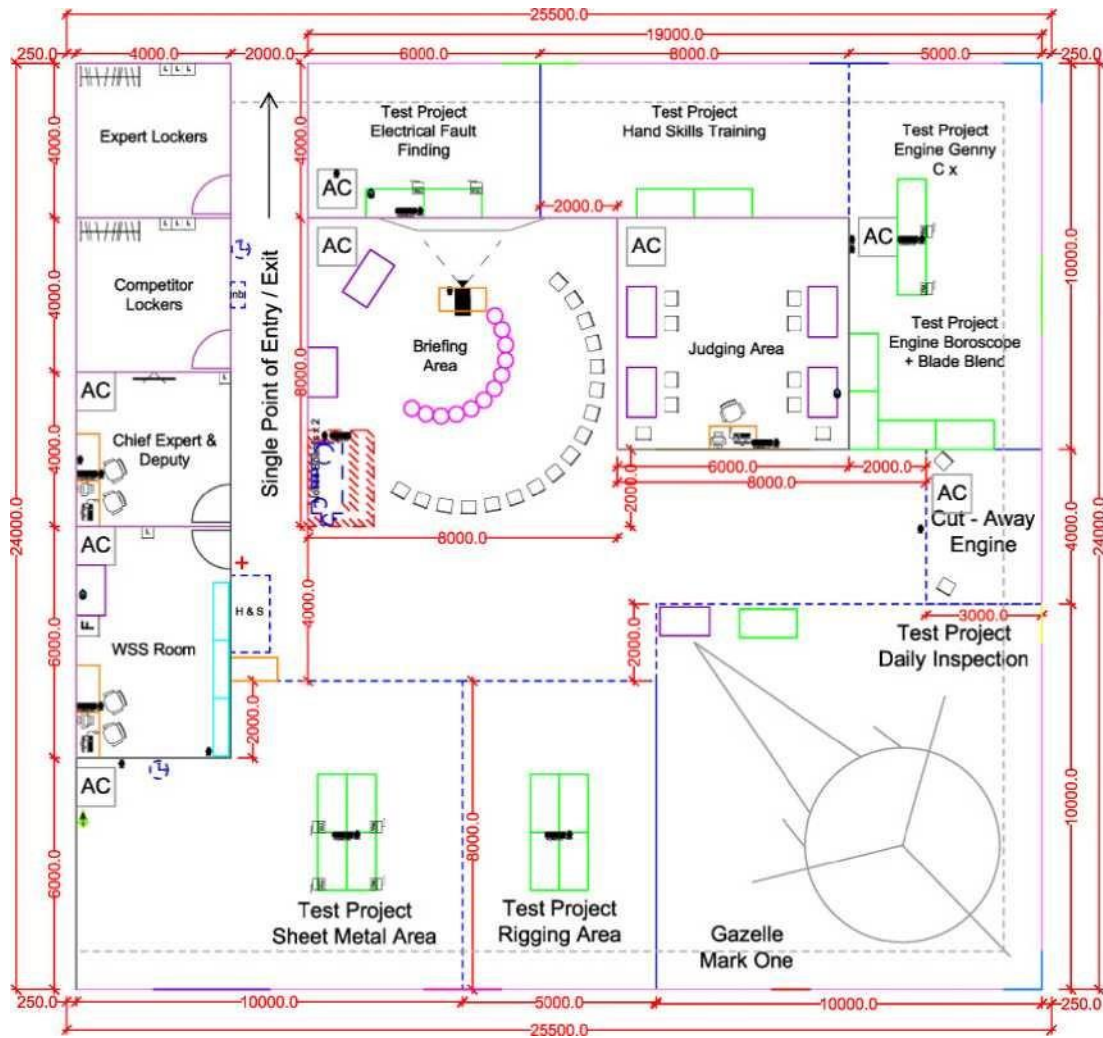 25500.0
19000.0
250.0
4000.0
2000.0
6000.0
8000.0
5000.0
250.0
Expert Lockers
L L L
4000.0
Single Point of Entry / Exit
4000.0
Test Project
Electrical Fault
Finding
AC
Test Project
Hand Skills Training
2000.0
Test Project
Engine Genny
C x
AC
10000.0
Competitor
Lockers
L L L
4000.0
AC
Briefing
Area
8000.0
AC
Judging Area
Test Project
Engine Boroscope
+ Blade Blend
AC
L
Chief Expert &
Deputy
4000.0
6000.0
2000.0
8000.0
2000.0
8000.0
24000.0
AC
L
F
WSS Room
6000.0
H & S
4000.0
2000.0
AC
Cut - Away
Engine
4000.0
24000.0
3000.0
2000.0
Test Project
Daily Inspection
AC
6000.0
8000.0
10000.0
Test Project
Sheet Metal Area
Test Project
Rigging Area
Gazelle
Mark One
250.0
10000.0
5000.0
10000.0
250.0
25500.0